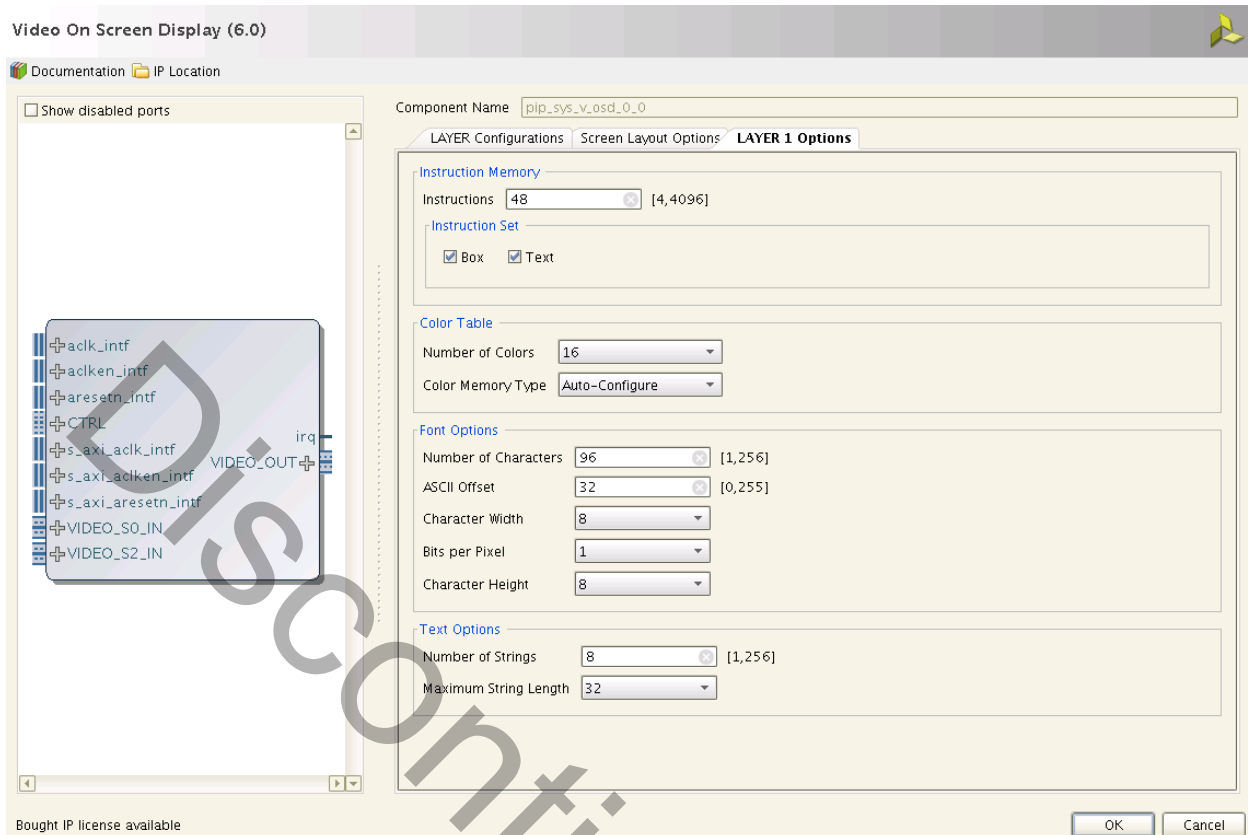 Video On Screen Display (6.0)
Documentation IP Location
Show disabled ports
aclk_intf
aclken_intf
aresetn_intf
CTRL
s_axi_aclk_intf
s_axi_aclken_intf
s_axi_aresetn_intf
VIDEO_S0_IN
VIDEO_S2_IN
irq
VIDEO_OUT
Component Name pip_sys_v_osd_0_0
LAYER Configurations Screen Layout Options LAYER 1 Options
Instruction Memory
Instructions 48 [4,4096]
Instruction Set
Box Text
Color Table
Number of Colors 16
Color Memory Type Auto-Configure
Font Options
Number of Characters 96 [1,256]
ASCII Offset 32 [0,255]
Character Width 8
Bits per Pixel 1
Character Height 8
Text Options
Number of Strings 8 [1,256]
Maximum String Length 32
Bought IP license available
OK Cancel
Disconti